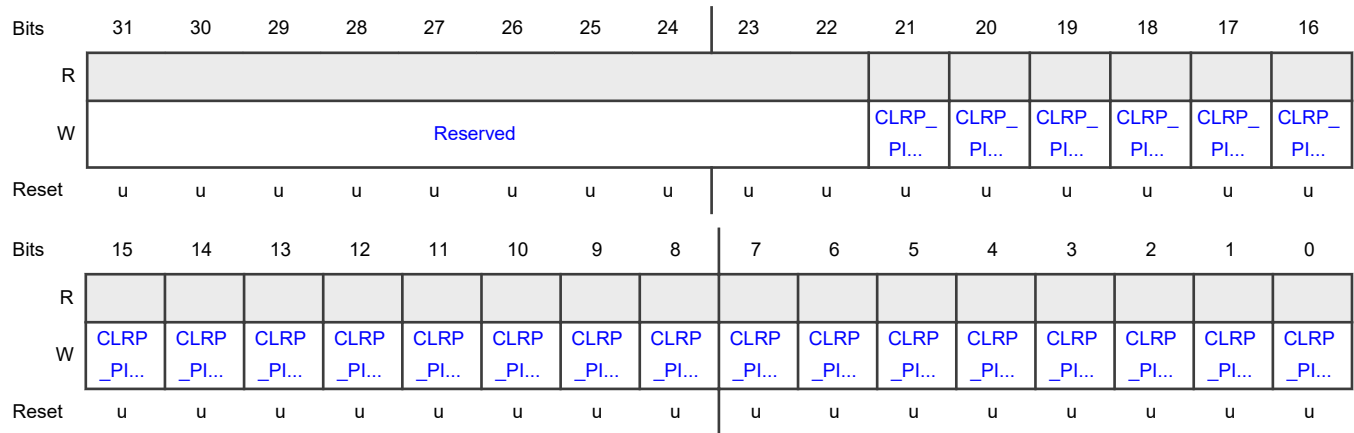 Bits 31 30 29 28 27 26 25 24 23 22 21 20 19 18 17 16
R
W Reserved CLRP_ CLRP_ CLRP_ CLRP_ CLRP_ CLRP_
PI... PI... PI... PI... PI... PI...
Reset u u u u u u u u u u u u u u u u
Bits 15 14 13 12 11 10 9 8 7 6 5 4 3 2 1 0
R
W CLRP CLRP CLRP CLRP CLRP CLRP CLRP CLRP CLRP CLRP CLRP CLRP CLRP CLRP CLRP CLRP
_PI... _PI... _PI... _PI... _PI... _PI... _PI... _PI... _PI... _PI... _PI... _PI... _PI... _PI... _PI... _PI...
Reset u u u u u u u u u u u u u u u u